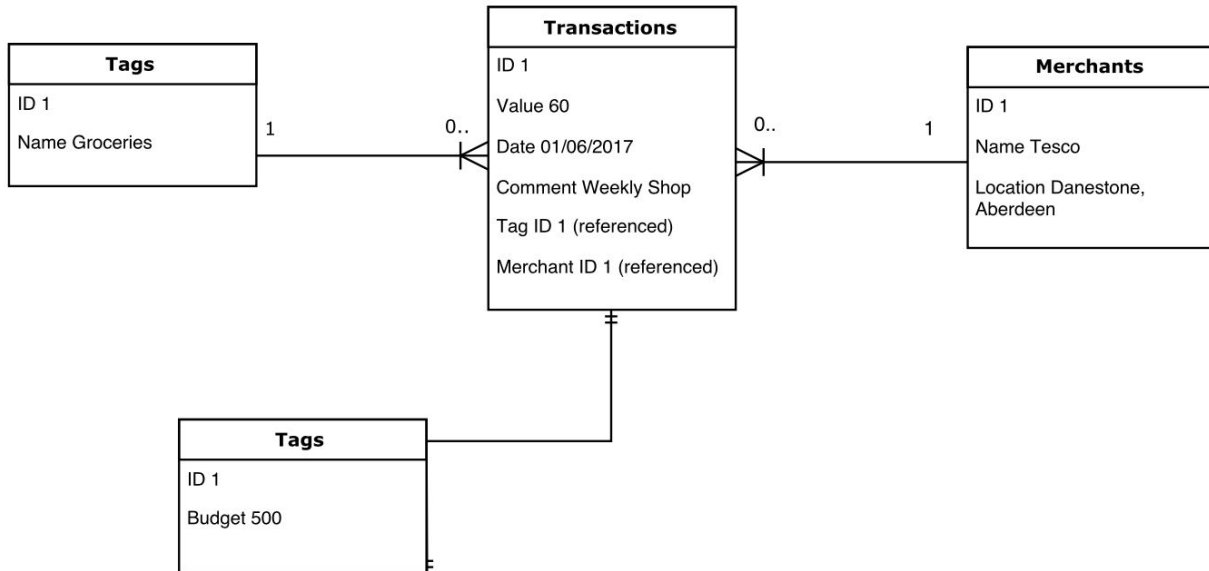 Tags
ID 1
Name Groceries
1
0..
Transactions
ID 1
Value 60
Date 01/06/2017
Comment Weekly Shop
Tag ID 1 (referenced)
Merchant ID 1 (referenced)
0..
1
Merchants
ID 1
Name Tesco
Location Danestone,
Aberdeen
Tags
ID 1
Budget 500